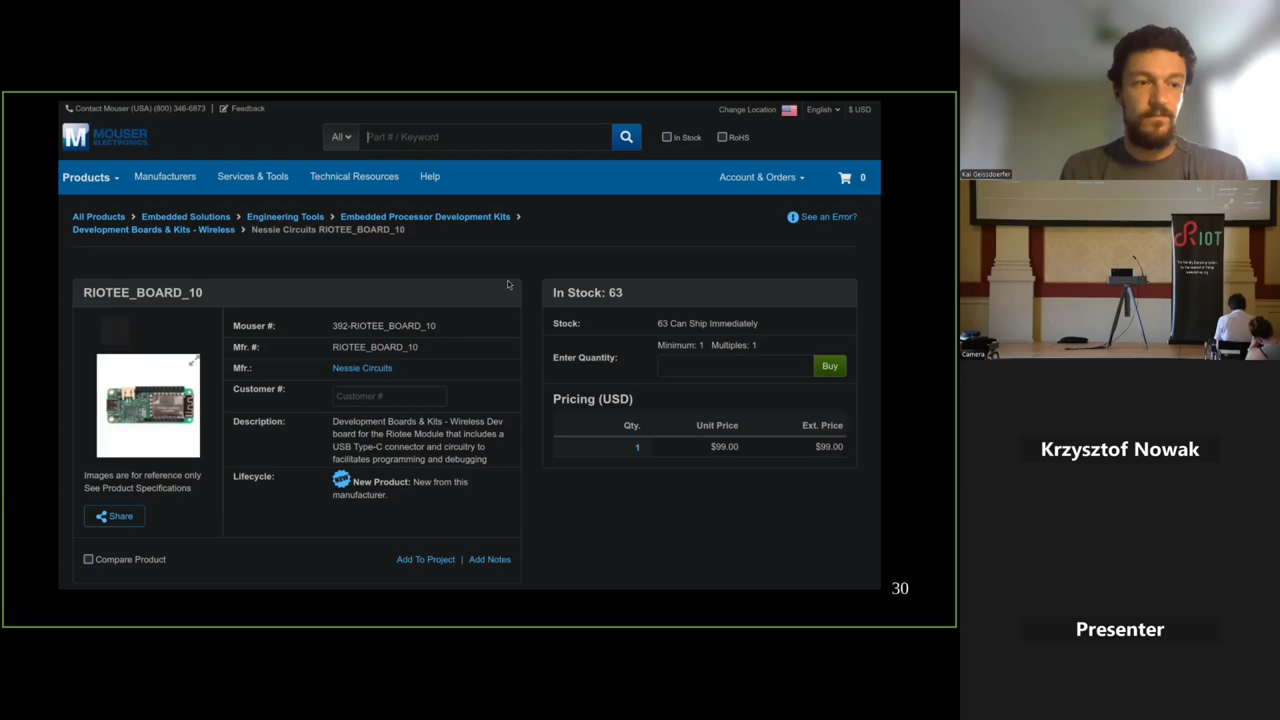 Contact Mouser (USA) (800) 346-6873 | Feedback
Change Location English $ USD
MOUSER ELECTRONICS
All Part # / Keyword In Stock RoHS
Products Manufacturers Services & Tools Technical Resources Help Account & Orders 0
All Products > Embedded Solutions > Engineering Tools > Embedded Processor Development Kits >
Development Boards & Kits - Wireless > Nessie Circuits RIOTEE_BOARD_10
See an Error?
RIOTEE_BOARD_10
Images are for reference only
See Product Specifications
Share
Mouser #: 392-RIOTEE_BOARD_10
Mfr. #: RIOTEE_BOARD_10
Mfr.: Nessie Circuits
Customer #: Customer #
Description: Development Boards & Kits - Wireless Dev
board for the Riotee Module that includes a
USB Type-C connector and circuitry to
facilitates programming and debugging
Lifecycle: NEW New Product: New from this
manufacturer.
Compare Product Add To Project | Add Notes
In Stock: 63
Stock: 63 Can Ship Immediately
Minimum: 1 Multiples: 1
Enter Quantity: Buy
Pricing (USD)
Qty. Unit Price Ext. Price
1 $99.00 $99.00
30
Kai Geissdoerfer
RIOT
Camera
Krzysztof Nowak
Presenter